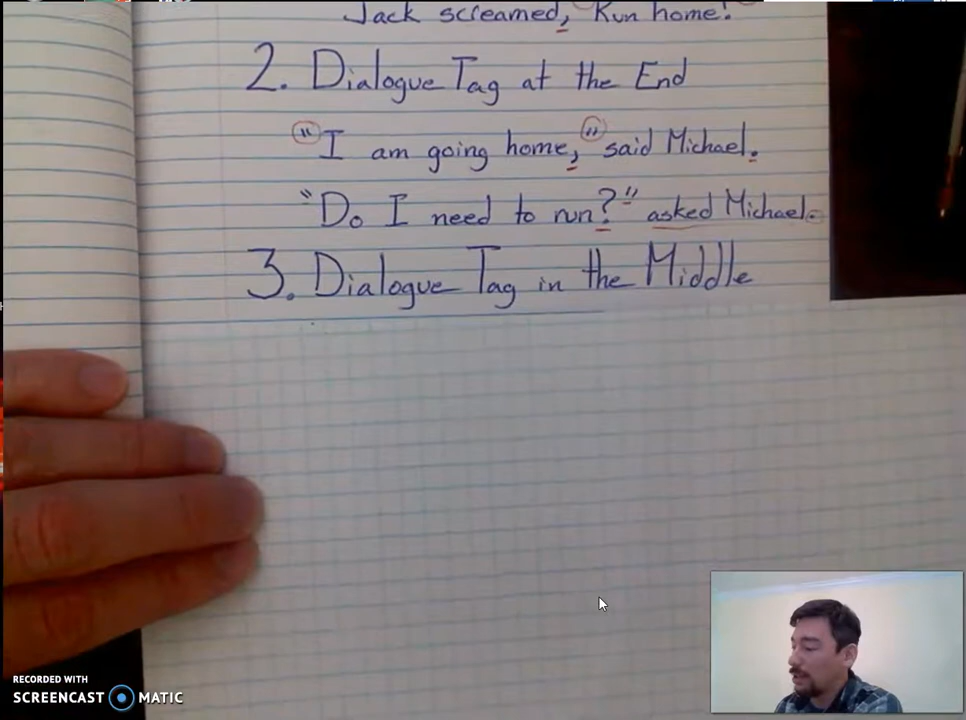 Jack screamed, "Run home!"
2. Dialogue Tag at the End
"I am going home," said Michael.
"Do I need to run?" asked Michael.
3. Dialogue Tag in the Middle
RECORDED WITH
SCREENCAST MATIC